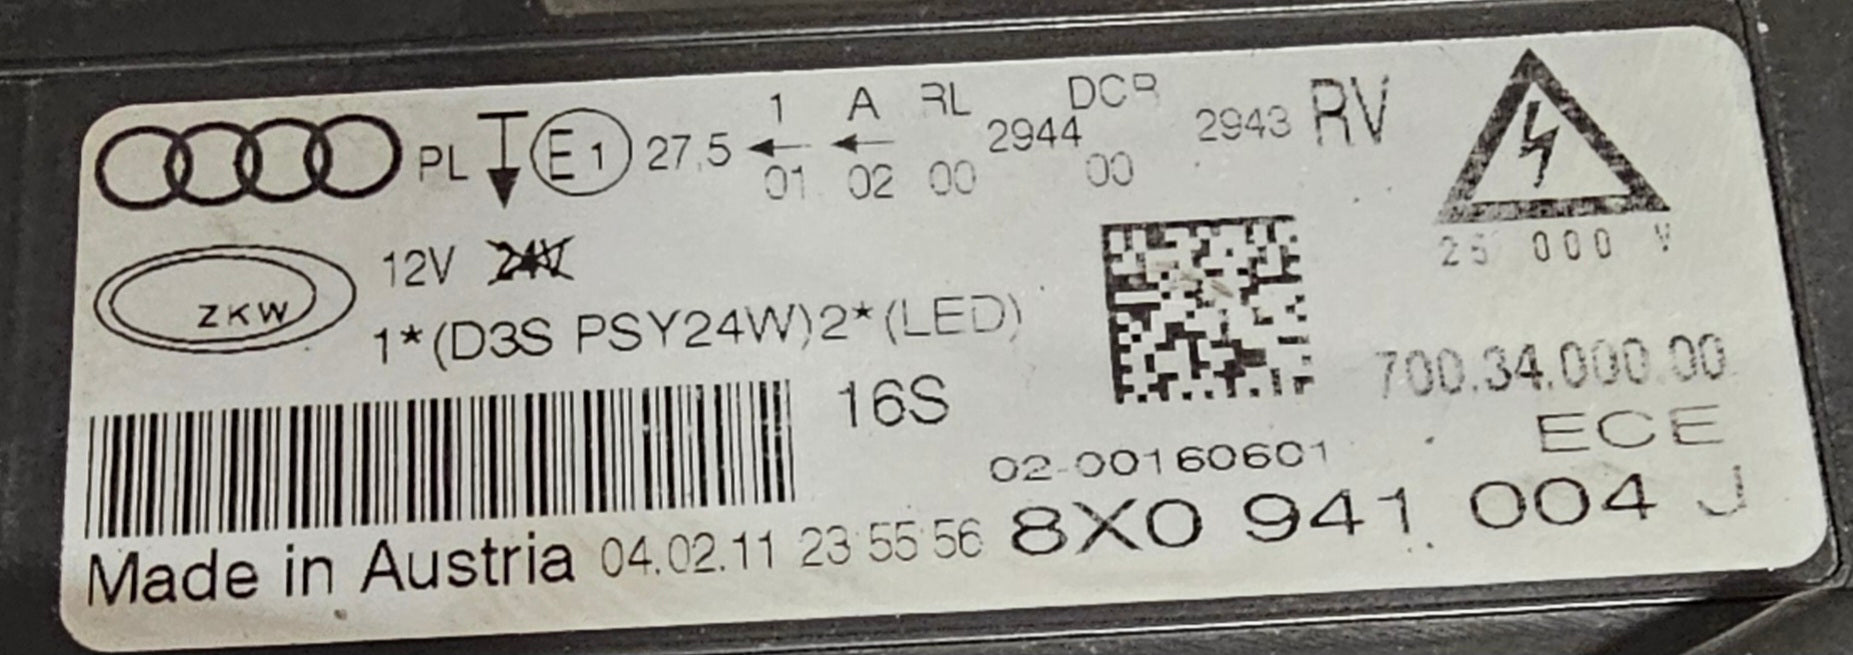 PL E1 27,5 1 01 A 02 RL 00 2944 DCR 00 2943 RV
ZKW 12V 24V
25 000 V
1*(D3S PSY24W)2*(LED)
16S
700.34.000.00
ECE
02-00160601
Made in Austria 04.02.11 23:55:56 8X0 941 004 J